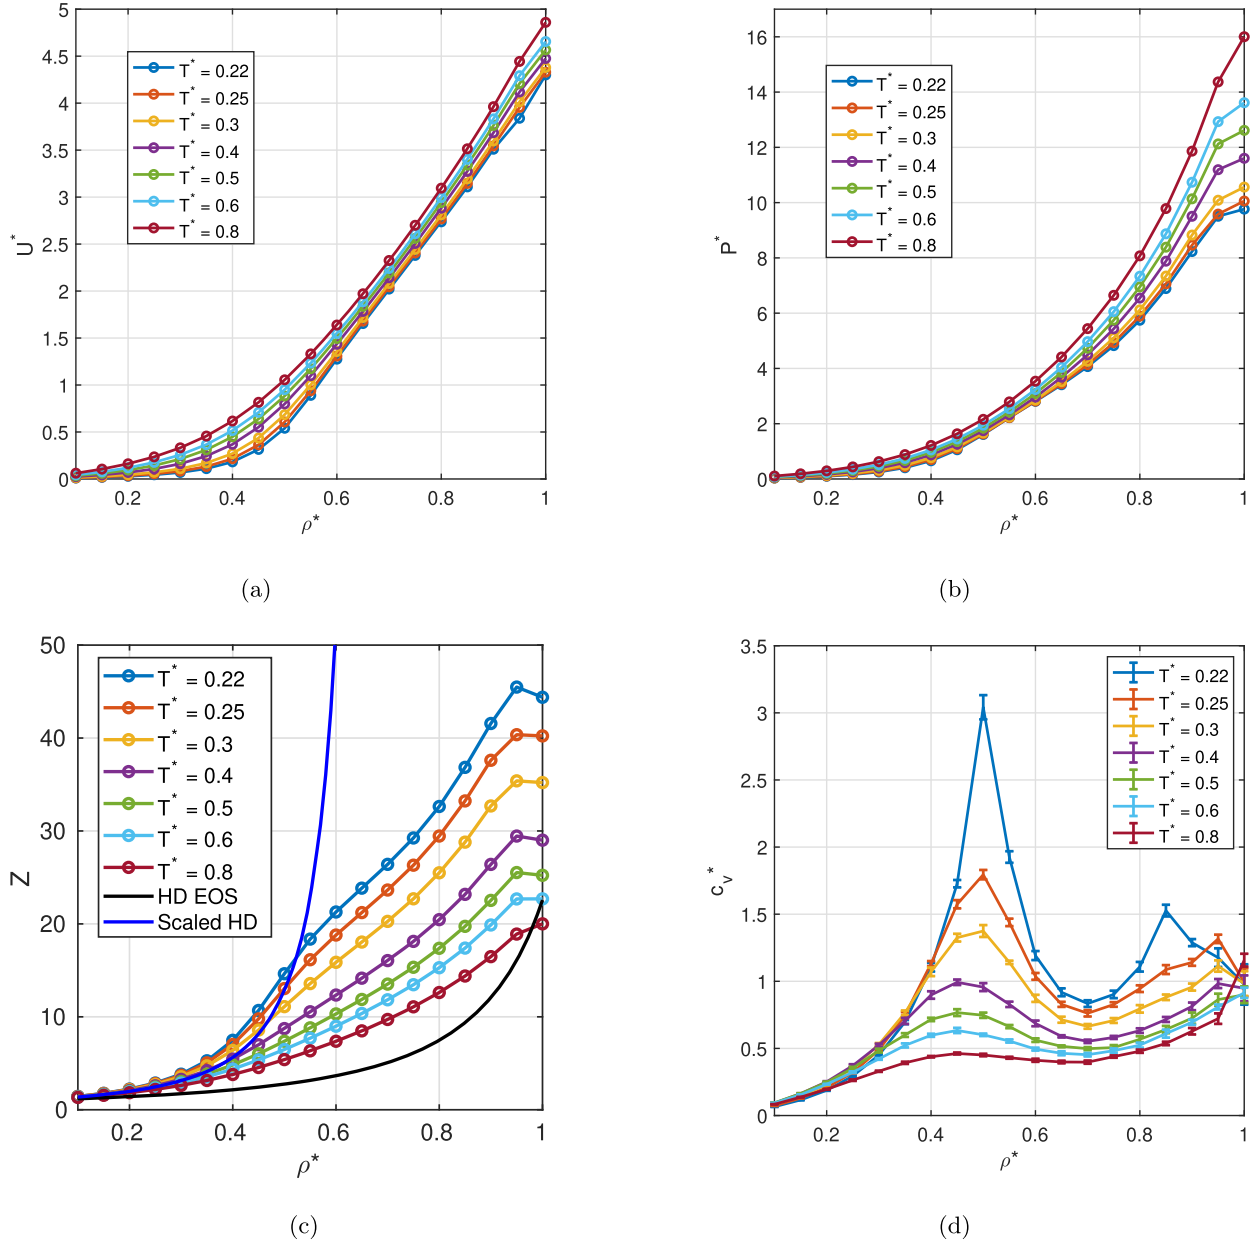 5
4.5
4
3.5
3
2.5
2
1.5
1
0.5
0
U*
T* = 0.22
T* = 0.25
T* = 0.3
T* = 0.4
T* = 0.5
T* = 0.6
T* = 0.8
0.2 0.4 0.6 0.8 1
ρ*
(a)
16
14
12
10
8
6
4
2
0
P*
T* = 0.22
T* = 0.25
T* = 0.3
T* = 0.4
T* = 0.5
T* = 0.6
T* = 0.8
0.2 0.4 0.6 0.8 1
ρ*
(b)
50
40
30
20
10
0
Z
T* = 0.22
T* = 0.25
T* = 0.3
T* = 0.4
T* = 0.5
T* = 0.6
T* = 0.8
HD EOS
Scaled HD
0.2 0.4 0.6 0.8 1
ρ*
(c)
3.5
3
2.5
2
1.5
1
0.5
0
c_v*
T* = 0.22
T* = 0.25
T* = 0.3
T* = 0.4
T* = 0.5
T* = 0.6
T* = 0.8
0.2 0.4 0.6 0.8 1
ρ*
(d)